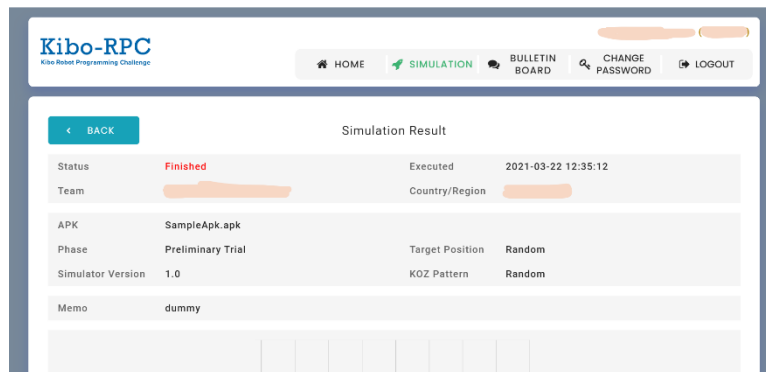 Kibo-RPC
Kibo Robot Programming Challenge
HOME SIMULATION BULLETIN BOARD CHANGE PASSWORD LOGOUT
BACK
Simulation Result
Status Finished Executed 2021-03-22 12:35:12
Team Country/Region
APK SampleApk.apk
Phase Preliminary Trial Target Position Random
Simulator Version 1.0 KOZ Pattern Random
Memo dummy